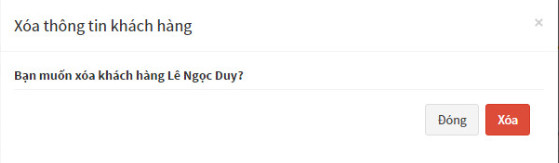 Xóa thông tin khách hàng ×
Bạn muốn xóa khách hàng Lê Ngọc Duy?
Đóng Xóa